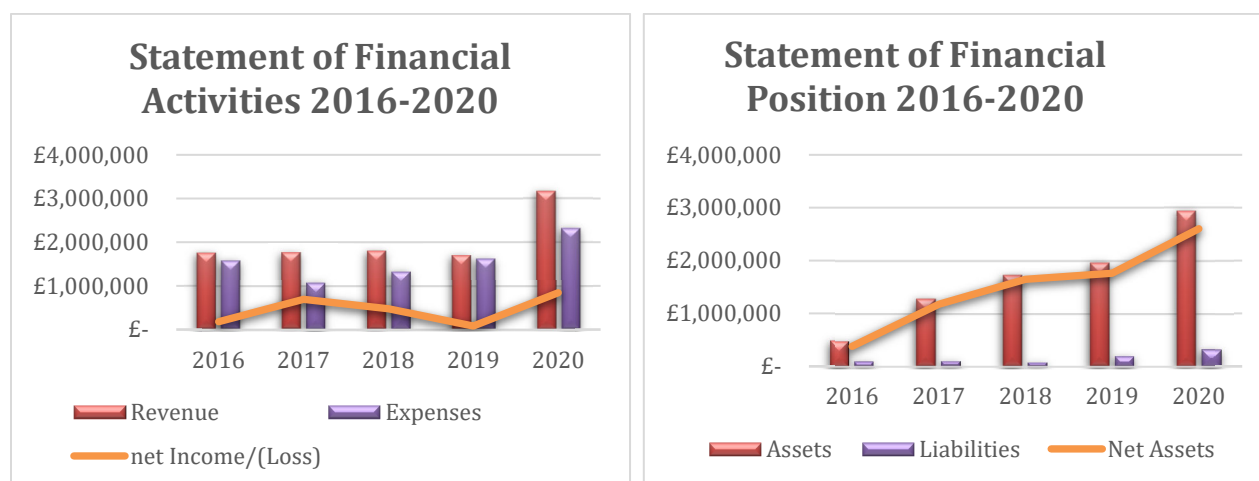 Statement of Financial
Activities 2016-2020
£4,000,000
£3,000,000
£2,000,000
£1,000,000
£-
2016 2017 2018 2019 2020
Revenue Expenses
net Income/(Loss)
Statement of Financial
Position 2016-2020
£4,000,000
£3,000,000
£2,000,000
£1,000,000
£-
2016 2017 2018 2019 2020
Assets Liabilities Net Assets